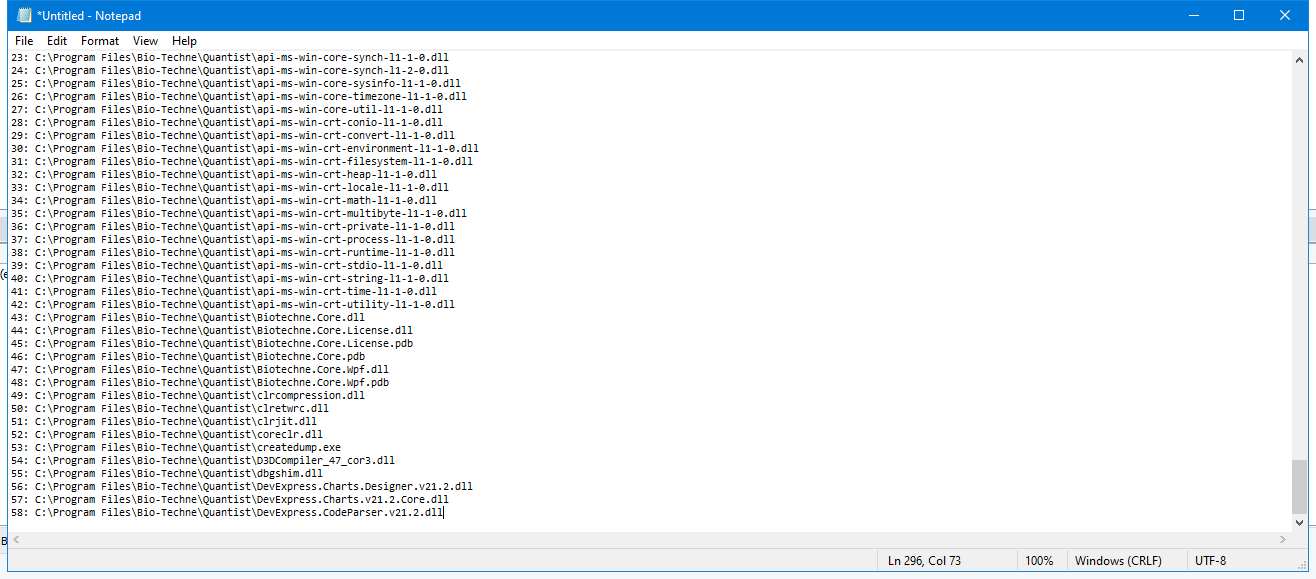 *Untitled - Notepad
File Edit Format View Help
23: C:\Program Files\Bio-Techne\Quantist\api-ms-win-core-synch-l1-1-0.dll
24: C:\Program Files\Bio-Techne\Quantist\api-ms-win-core-synch-l1-2-0.dll
25: C:\Program Files\Bio-Techne\Quantist\api-ms-win-core-sysinfo-l1-1-0.dll
26: C:\Program Files\Bio-Techne\Quantist\api-ms-win-core-timezone-l1-1-0.dll
27: C:\Program Files\Bio-Techne\Quantist\api-ms-win-core-util-l1-1-0.dll
28: C:\Program Files\Bio-Techne\Quantist\api-ms-win-crt-conio-l1-1-0.dll
29: C:\Program Files\Bio-Techne\Quantist\api-ms-win-crt-convert-l1-1-0.dll
30: C:\Program Files\Bio-Techne\Quantist\api-ms-win-crt-environment-l1-1-0.dll
31: C:\Program Files\Bio-Techne\Quantist\api-ms-win-crt-filesystem-l1-1-0.dll
32: C:\Program Files\Bio-Techne\Quantist\api-ms-win-crt-heap-l1-1-0.dll
33: C:\Program Files\Bio-Techne\Quantist\api-ms-win-crt-locale-l1-1-0.dll
34: C:\Program Files\Bio-Techne\Quantist\api-ms-win-crt-math-l1-1-0.dll
35: C:\Program Files\Bio-Techne\Quantist\api-ms-win-crt-multibyte-l1-1-0.dll
36: C:\Program Files\Bio-Techne\Quantist\api-ms-win-crt-private-l1-1-0.dll
37: C:\Program Files\Bio-Techne\Quantist\api-ms-win-crt-process-l1-1-0.dll
38: C:\Program Files\Bio-Techne\Quantist\api-ms-win-crt-runtime-l1-1-0.dll
39: C:\Program Files\Bio-Techne\Quantist\api-ms-win-crt-stdio-l1-1-0.dll
40: C:\Program Files\Bio-Techne\Quantist\api-ms-win-crt-string-l1-1-0.dll
41: C:\Program Files\Bio-Techne\Quantist\api-ms-win-crt-time-l1-1-0.dll
42: C:\Program Files\Bio-Techne\Quantist\api-ms-win-crt-utility-l1-1-0.dll
43: C:\Program Files\Bio-Techne\Quantist\Biotechne.Core.dll
44: C:\Program Files\Bio-Techne\Quantist\Biotechne.Core.License.dll
45: C:\Program Files\Bio-Techne\Quantist\Biotechne.Core.License.pdb
46: C:\Program Files\Bio-Techne\Quantist\Biotechne.Core.pdb
47: C:\Program Files\Bio-Techne\Quantist\Biotechne.Core.Wpf.dll
48: C:\Program Files\Bio-Techne\Quantist\Biotechne.Core.Wpf.pdb
49: C:\Program Files\Bio-Techne\Quantist\clrcompression.dll
50: C:\Program Files\Bio-Techne\Quantist\clretwrc.dll
51: C:\Program Files\Bio-Techne\Quantist\clrjit.dll
52: C:\Program Files\Bio-Techne\Quantist\coreclr.dll
53: C:\Program Files\Bio-Techne\Quantist\createdump.exe
54: C:\Program Files\Bio-Techne\Quantist\D3DCompiler_47_cor3.dll
55: C:\Program Files\Bio-Techne\Quantist\dbgshim.dll
56: C:\Program Files\Bio-Techne\Quantist\DevExpress.Charts.Designer.v21.2.dll
57: C:\Program Files\Bio-Techne\Quantist\DevExpress.Charts.v21.2.Core.dll
58: C:\Program Files\Bio-Techne\Quantist\DevExpress.CodeParser.v21.2.dll
Ln 296, Col 73 100% Windows (CRLF) UTF-8